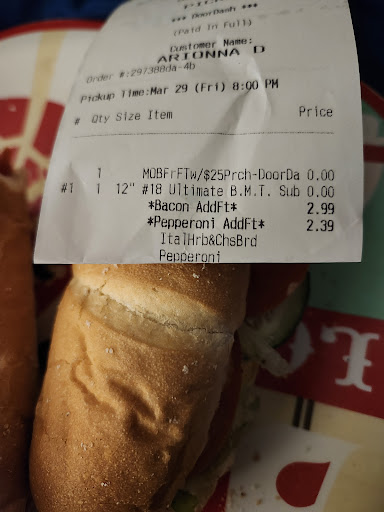 *** DoorDash ***
(Paid In Full)
Customer Name:
ARIONNA D
Order #:297388da-4b
Pickup Time:Mar 29 (Fri) 8:00 PM
# Qty Size Item Price
1 MOBFrFTw/$25Prch-DoorDa 0.00
#1 1 12" #18 Ultimate B.M.T. Sub 0.00
*Bacon AddFt* 2.99
*Pepperoni AddFt* 2.39
ItalHrb&ChsBrd
Pepperoni